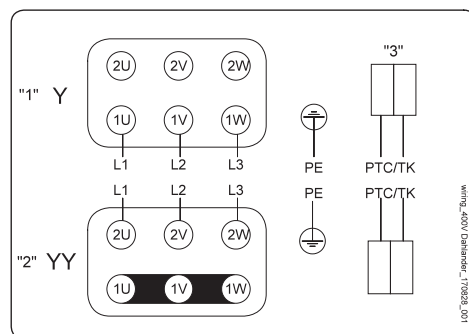 2U 2V 2W "3"
"1" Y
1U 1V 1W
L1 L2 L3 PE PTC/TK
L1 L2 L3 PE PTC/TK
2U 2V 2W
"2" YY
1U 1V 1W
wiring_400V Dahlander_170828_001